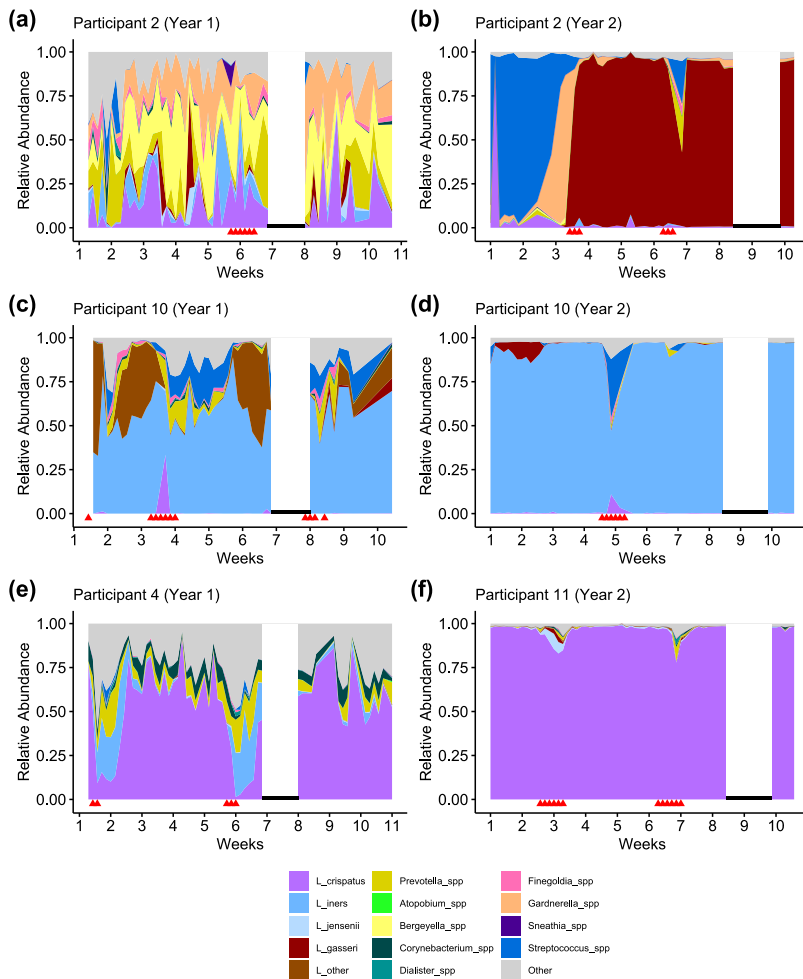 (a) Participant 2 (Year 1)
Relative Abundance
1.00
0.75
0.50
0.25
0.00
1 2 3 4 5 6 7 8 9 10 11
Weeks
(b) Participant 2 (Year 2)
Relative Abundance
1.00
0.75
0.50
0.25
0.00
1 2 3 4 5 6 7 8 9 10
Weeks
(c) Participant 10 (Year 1)
Relative Abundance
1.00
0.75
0.50
0.25
0.00
1 2 3 4 5 6 7 8 9 10
Weeks
(d) Participant 10 (Year 2)
Relative Abundance
1.00
0.75
0.50
0.25
0.00
1 2 3 4 5 6 7 8 9 10
Weeks
(e) Participant 4 (Year 1)
Relative Abundance
1.00
0.75
0.50
0.25
0.00
1 2 3 4 5 6 7 8 9 10 11
Weeks
(f) Participant 11 (Year 2)
Relative Abundance
1.00
0.75
0.50
0.25
0.00
1 2 3 4 5 6 7 8 9 10
Weeks
L_crispatus
L_iners
L_jensenii
L_gasseri
L_other
Prevotella_spp
Atopobium_spp
Bergeyella_spp
Corynebacterium_spp
Dialister_spp
Finegoldia_spp
Gardnerella_spp
Sneathia_spp
Streptococcus_spp
Other